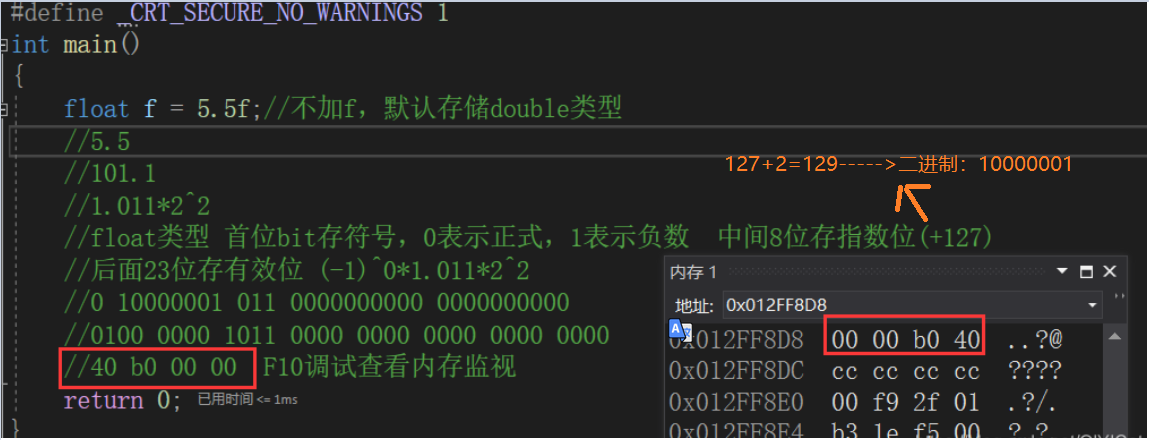 #define _CRT_SECURE_NO_WARNINGS 1
int main()
{
float f = 5.5f;//不加f，默认存储double类型
//5.5
//101.1
127+2=129----->二进制：10000001
//1.011*2^2
//float类型 首位bit存符号，0表示正式，1表示负数 中间8位存指数位(+127)
//后面23位存有效位 (-1)^0*1.011*2^2
//0 10000001 011 0000000000 0000000000
//0100 0000 1011 0000 0000 0000 0000 0000
//40 b0 00 00 F10调试查看内存监视
return 0; 已用时间 <= 1ms
}
内存 1
地址: 0x012FF8D8
0x012FF8D8 00 00 b0 40 ..?@
0x012FF8DC cc cc cc cc ????
0x012FF8E0 00 f9 2f 01 .?/.
0x012FF8E4 b3 1e f5 00 ?.?.